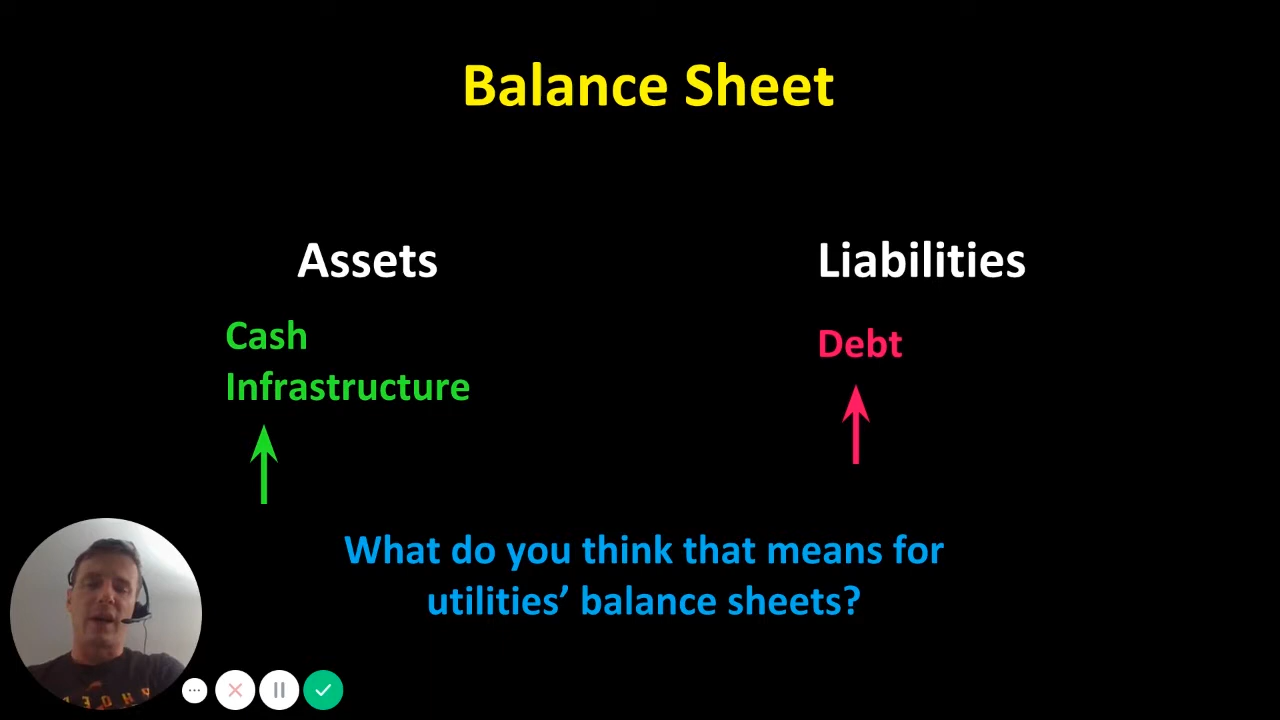 Balance Sheet
Assets
Liabilities
Cash
Debt
Infrastructure
What do you think that means for
utilities’ balance sheets?